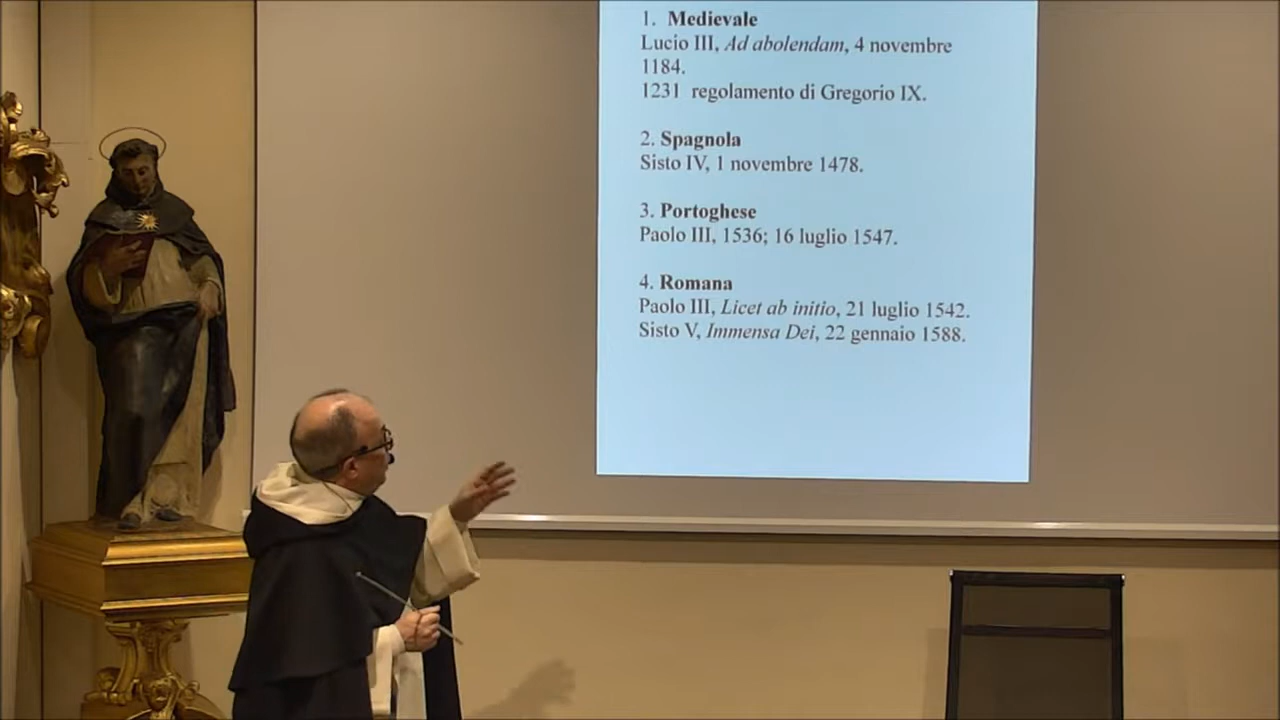 1. Medievale
Lucio III, Ad abolendam, 4 novembre
1184.
1231 regolamento di Gregorio IX.
2. Spagnola
Sisto IV, 1 novembre 1478.
3. Portoghese
Paolo III, 1536; 16 luglio 1547.
4. Romana
Paolo III, Licet ab initio, 21 luglio 1542.
Sisto V, Immensa Dei, 22 gennaio 1588.